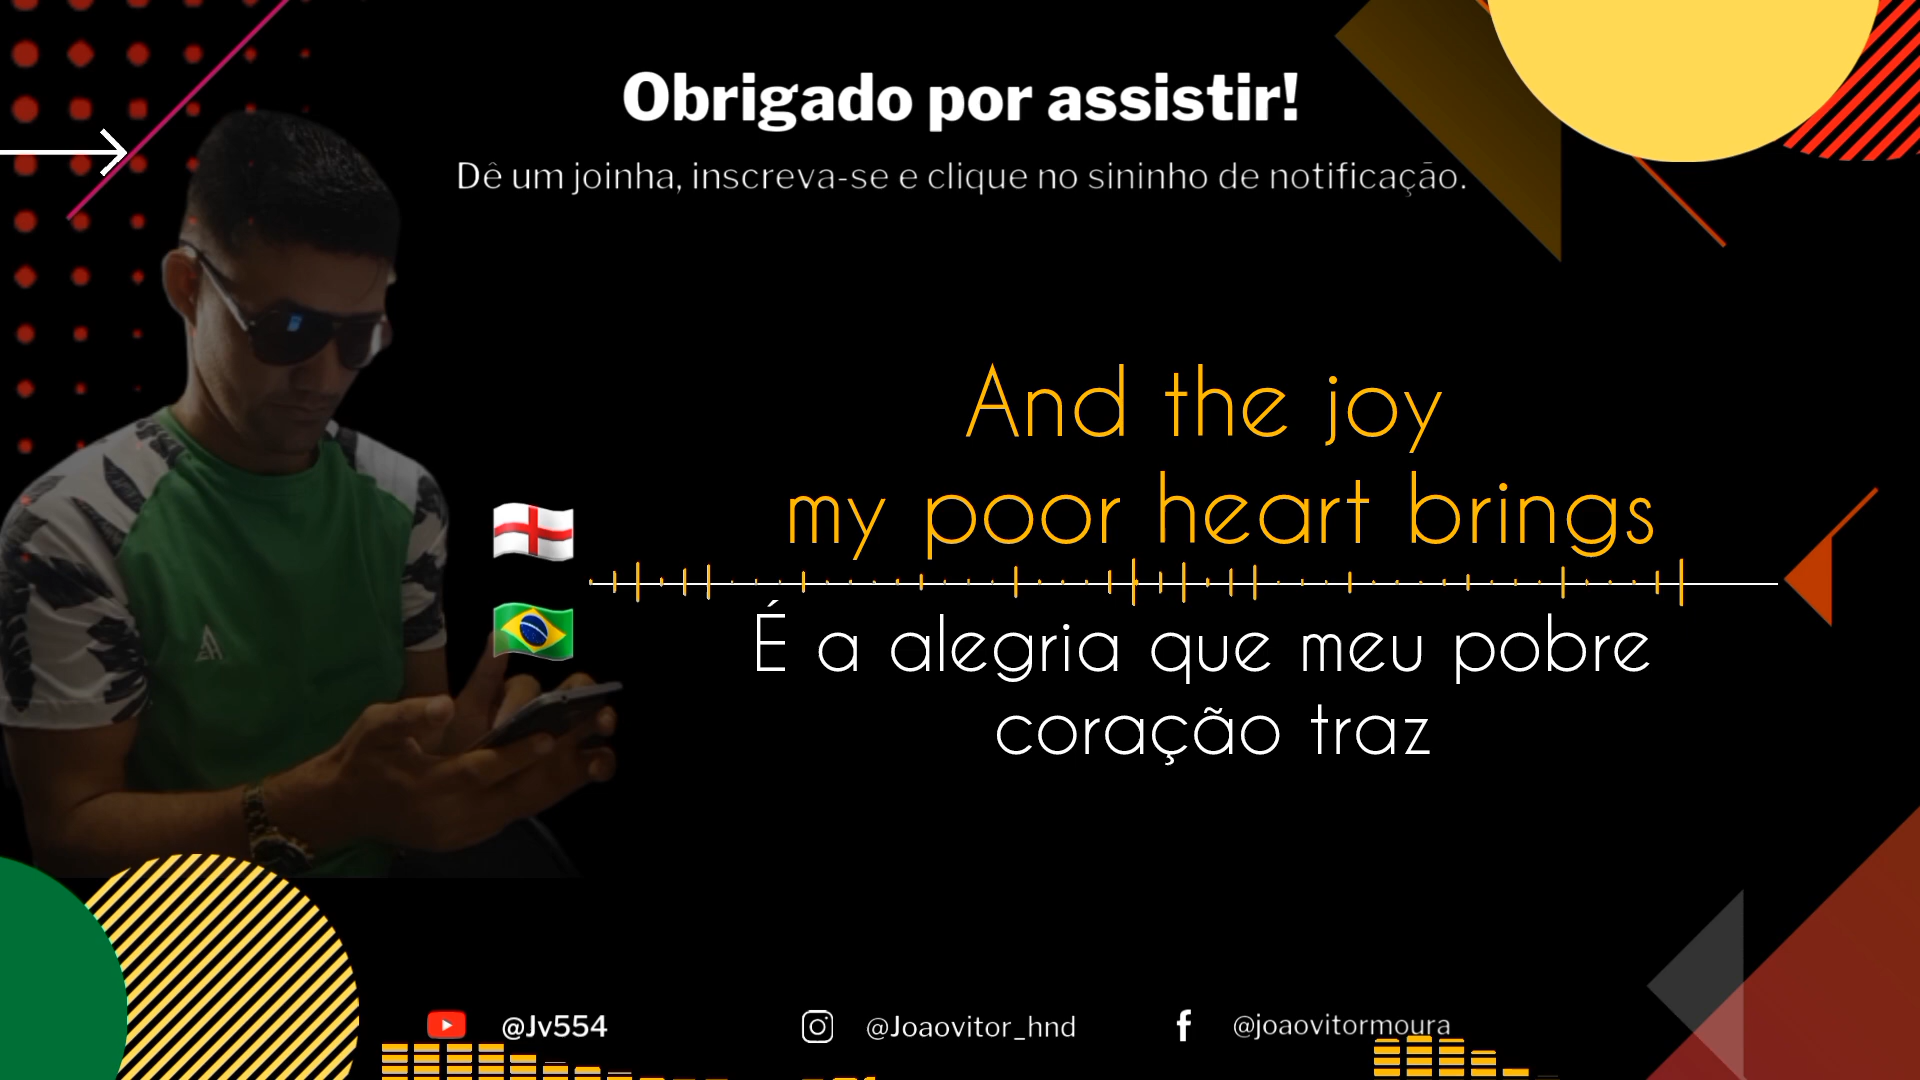 Obrigado por assistir!
Dê um joinha, inscreva-se e clique no sininho de notificação.
And the joy
my poor heart brings
É a alegria que meu pobre
coração traz
@Jv554
@Joaovitor_hnd
@joaovitormoura